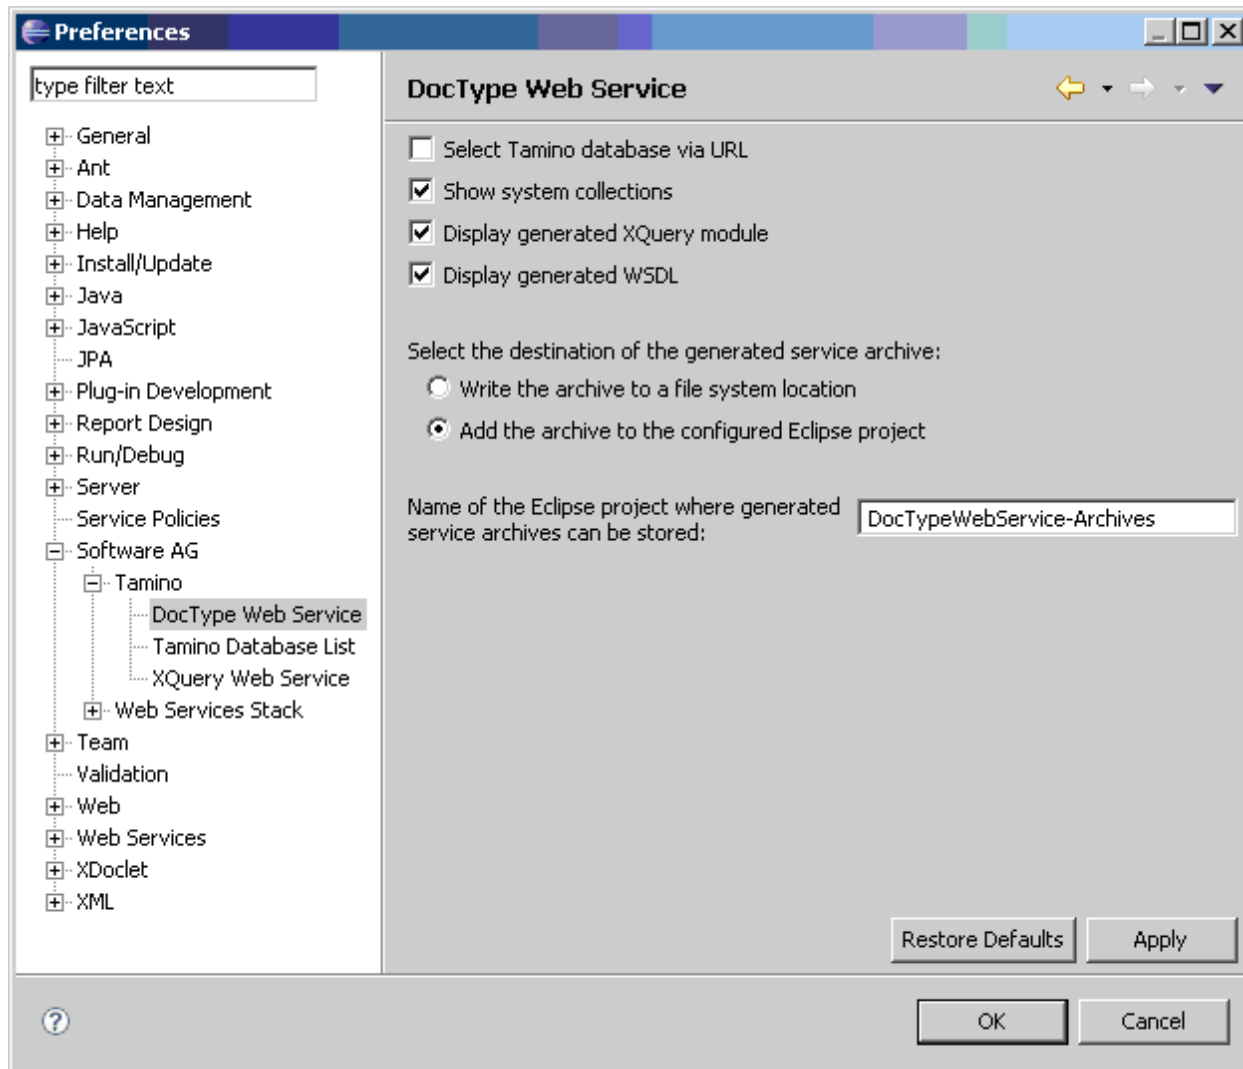 Preferences
type filter text
General
Ant
Data Management
Help
Install/Update
Java
JavaScript
JPA
Plug-in Development
Report Design
Run/Debug
Server
Service Policies
Software AG
Tamino
DocType Web Service
Tamino Database List
XQuery Web Service
Web Services Stack
Team
Validation
Web
Web Services
XDoclet
XML
DocType Web Service
Select Tamino database via URL
Show system collections
Display generated XQuery module
Display generated WSDL
Select the destination of the generated service archive:
Write the archive to a file system location
Add the archive to the configured Eclipse project
Name of the Eclipse project where generated
service archives can be stored:
DocTypeWebService-Archives
Restore Defaults
Apply
OK
Cancel